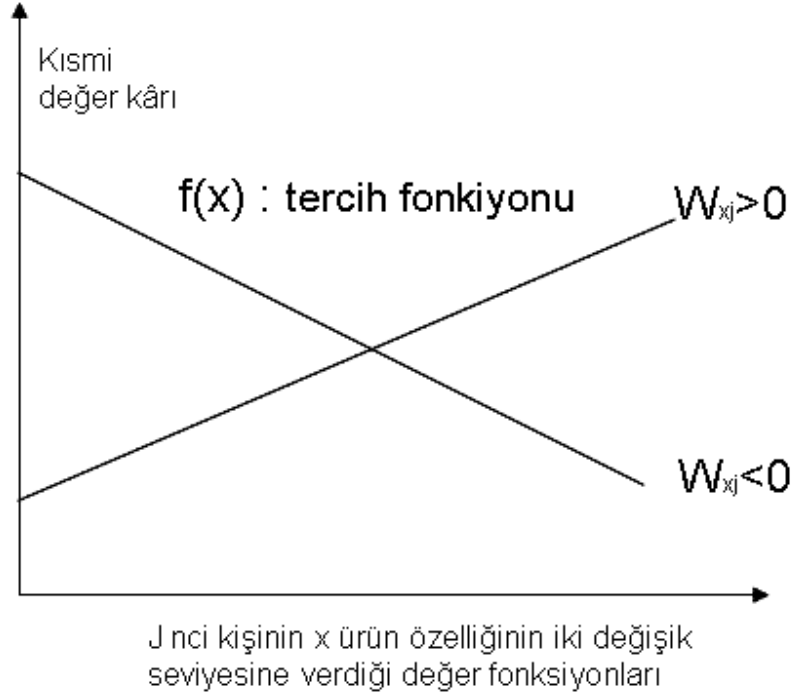 Kısmi
değer kârı
f(x) : tercih fonkiyonu
Wxj>0
Wxj<0
J nci kişinin x ürün özelliğinin iki değişik
seviyesine verdiği değer fonksiyonları